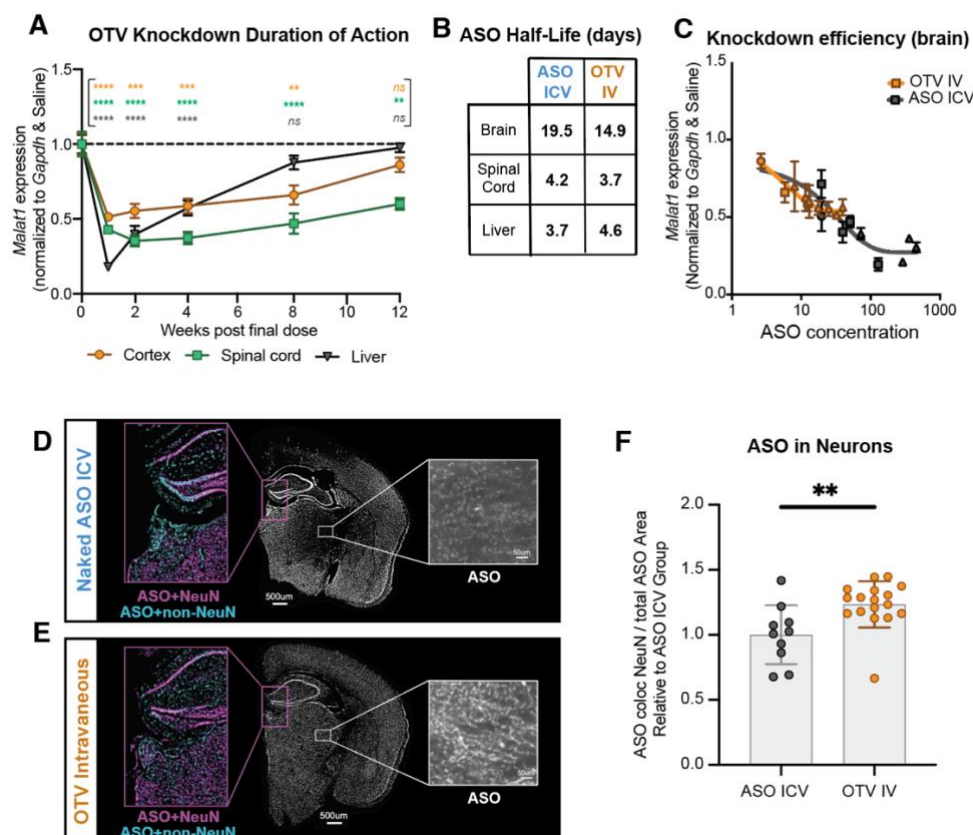 A
OTV Knockdown Duration of Action
Malat1 expression
(normalized to Gapdh & Saline)
1.5
1.0
0.5
0.0
**** *** *** ** ns
**** **** **** **** **
**** **** **** ns ns
0 2 4 6 8 10 12
Weeks post final dose
Cortex Spinal cord Liver
B
ASO Half-Life (days)
ASO ICV OTV IV
Brain 19.5 14.9
Spinal Cord 4.2 3.7
Liver 3.7 4.6
C
Knockdown efficiency (brain)
OTV IV
ASO ICV
Malat1 expression
(Normalized to Gapdh & Saline)
1.5
1.0
0.5
0.0
1 10 100 1000
ASO concentration
D
Naked ASO ICV
ASO+NeuN
ASO+non-NeuN
500um
50um
ASO
E
OTV Intravaneous
ASO+NeuN
ASO+non-NeuN
500um
50um
ASO
F
ASO in Neurons
**
ASO coloc NeuN / total ASO Area
Relative to ASO ICV Group
2.0
1.5
1.0
0.5
0.0
ASO ICV OTV IV